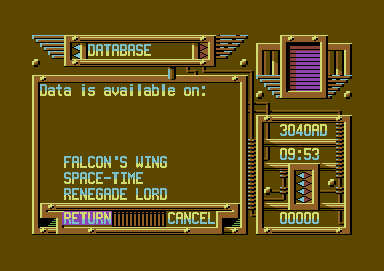 DATABASE
Data is available on:
FALCON'S WING
SPACE-TIME
RENEGADE LORD
RETURN CANCEL
3040AD
09:53
00000